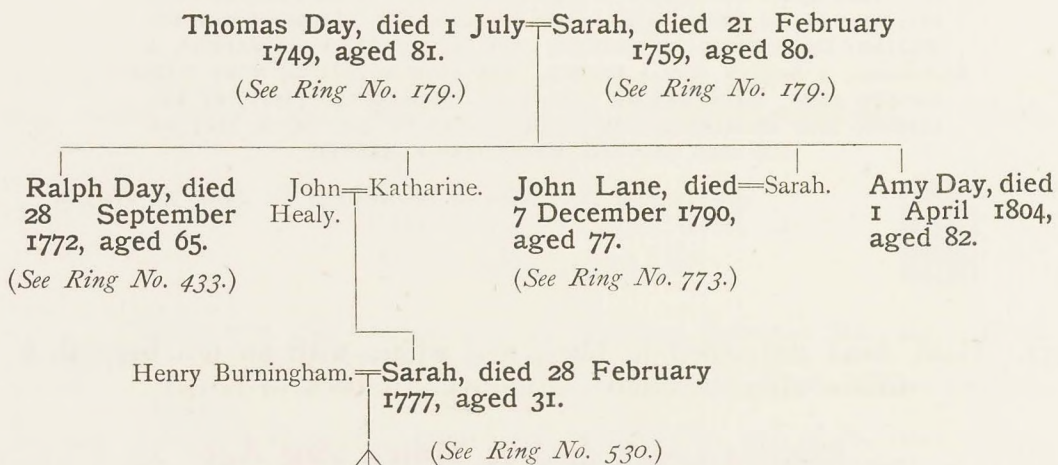 Thomas Day, died 1 July
1749, aged 81.
(See Ring No. 179.)
Sarah, died 21 February
1759, aged 80.
(See Ring No. 179.)
Ralph Day, died
28 September
1772, aged 65.
(See Ring No. 433.)
John
Healy.
Katharine.
John Lane, died
7 December 1790,
aged 77.
(See Ring No. 773.)
Sarah.
Amy Day, died
1 April 1804,
aged 82.
Henry Burningham.
Sarah, died 28 February
1777, aged 31.
(See Ring No. 530.)